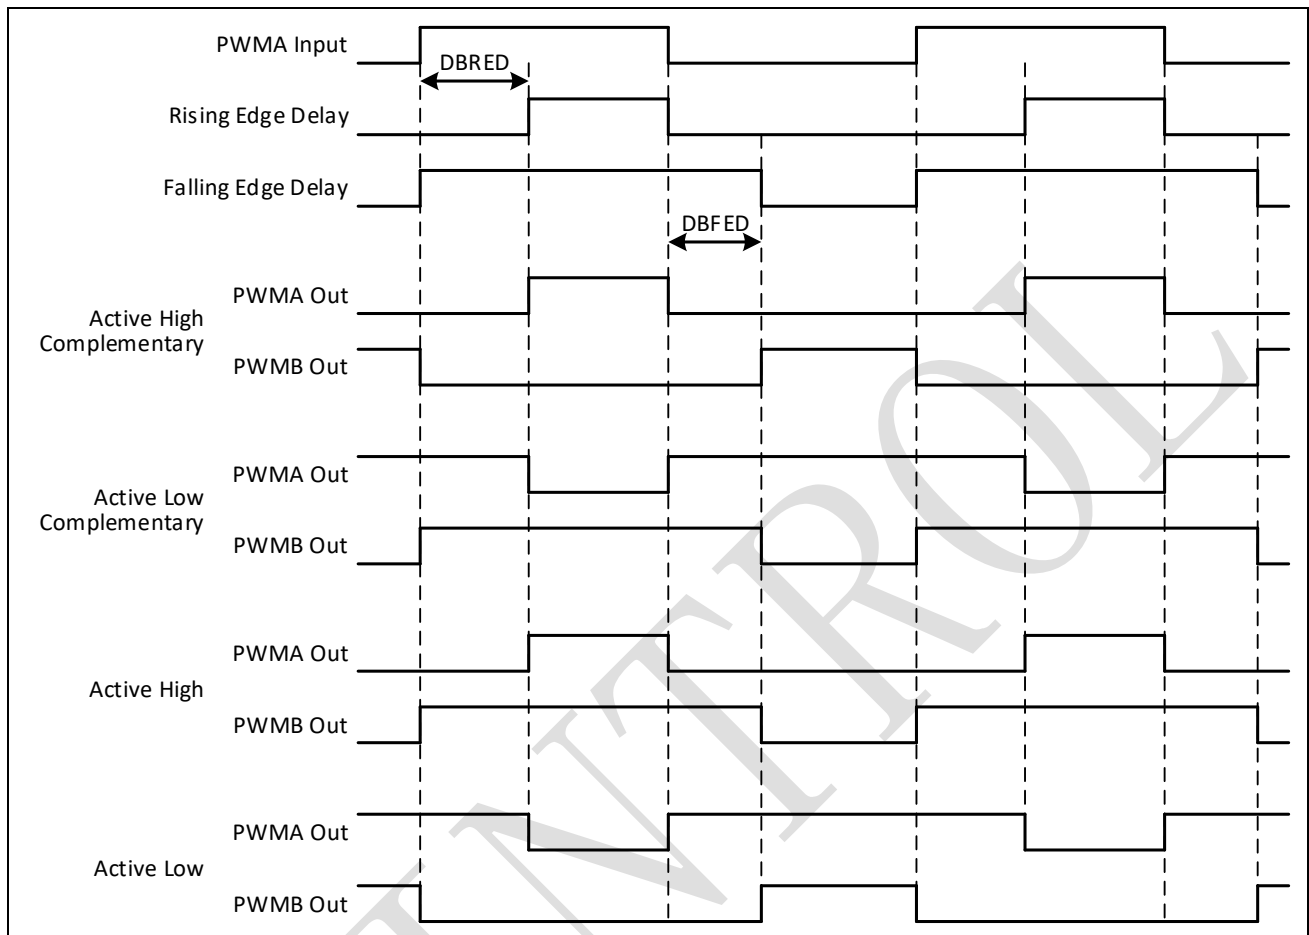 PWMA Input
DBRED
Rising Edge Delay
Falling Edge Delay
DBFED
Active High
Complementary
PWMA Out
PWMB Out
Active Low
Complementary
PWMA Out
PWMB Out
Active High
PWMA Out
PWMB Out
Active Low
PWMA Out
PWMB Out
NTROL